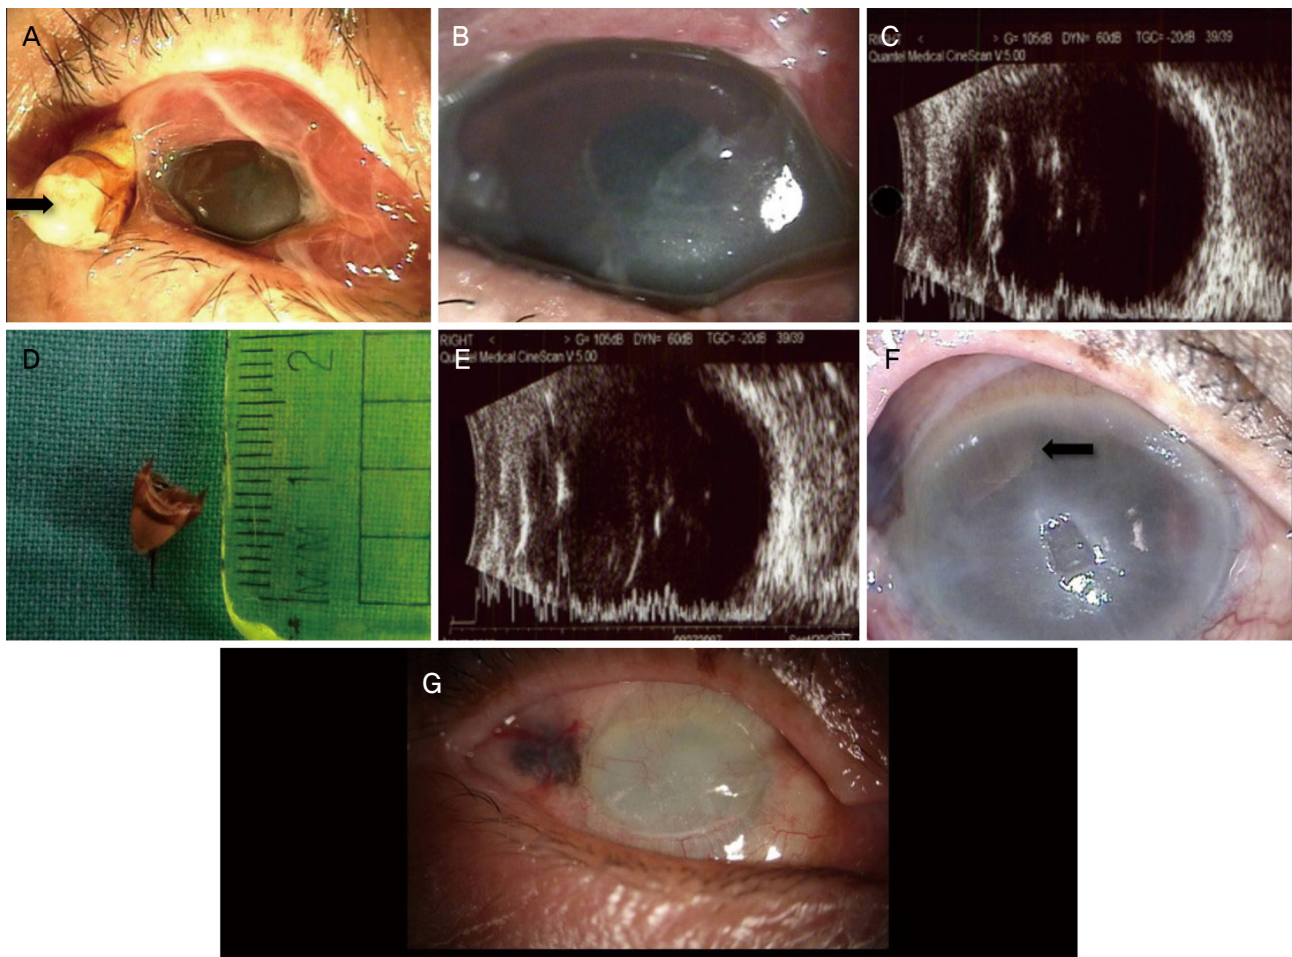 A
B
C
RIGHT < > G= 105dB DYN= 60dB TGC= -20dB 39/39
Quantel Medical CineScan V:5.00
D
2
1
MM
E
RIGHT < > G= 105dB DYN= 60dB TGC= -20dB 39/39
Quantel Medical CineScan V:5.00
F
G